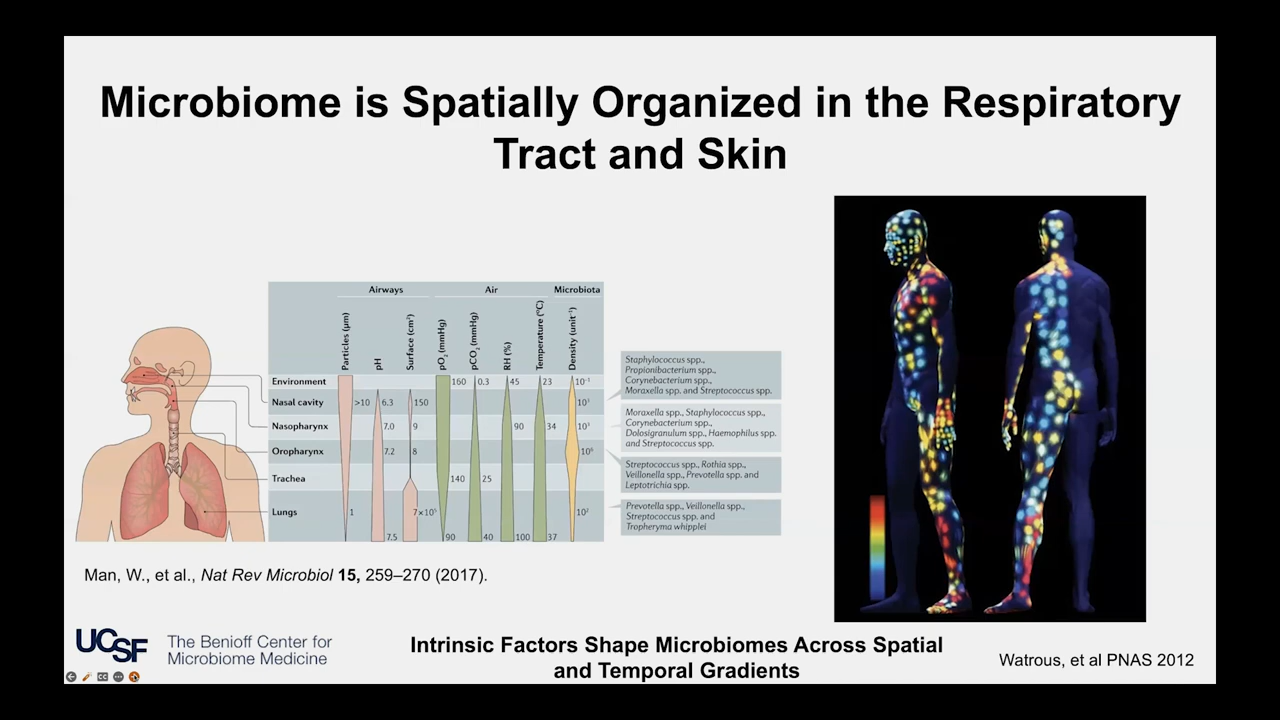 Microbiome is Spatially Organized in the Respiratory
Tract and Skin
Airways
Air
Microbiota
Particles (μm)
pH
Surface (cm²)
pO₂ (mmHg)
pCO₂ (mmHg)
RH (%)
Temperature (°C)
Density (unit⁻¹)
Environment 160 0.3 45 23 10⁻¹
Nasal cavity >10 6.3 150 10³
Nasopharynx 7.0 9 90 34 10³
Oropharynx 7.2 8 10⁶
Trachea 140 25
Lungs 1 7×10⁵ 10²
7.5 90 40 100 37
Staphylococcus spp.,
Propionibacterium spp.,
Corynebacterium spp.,
Moraxella spp. and Streptococcus spp.
Moraxella spp., Staphylococcus spp.,
Corynebacterium spp.,
Dolosigranulum spp., Haemophilus spp.
and Streptococcus spp.
Streptococcus spp., Rothia spp.,
Veillonella spp., Prevotella spp. and
Leptotrichia spp.
Prevotella spp., Veillonella spp.,
Streptococcus spp. and
Tropheryma whipplei
Man, W., et al., Nat Rev Microbiol 15, 259–270 (2017).
UCSF
The Benioff Center for
Microbiome Medicine
Intrinsic Factors Shape Microbiomes Across Spatial
and Temporal Gradients
Watrous, et al PNAS 2012